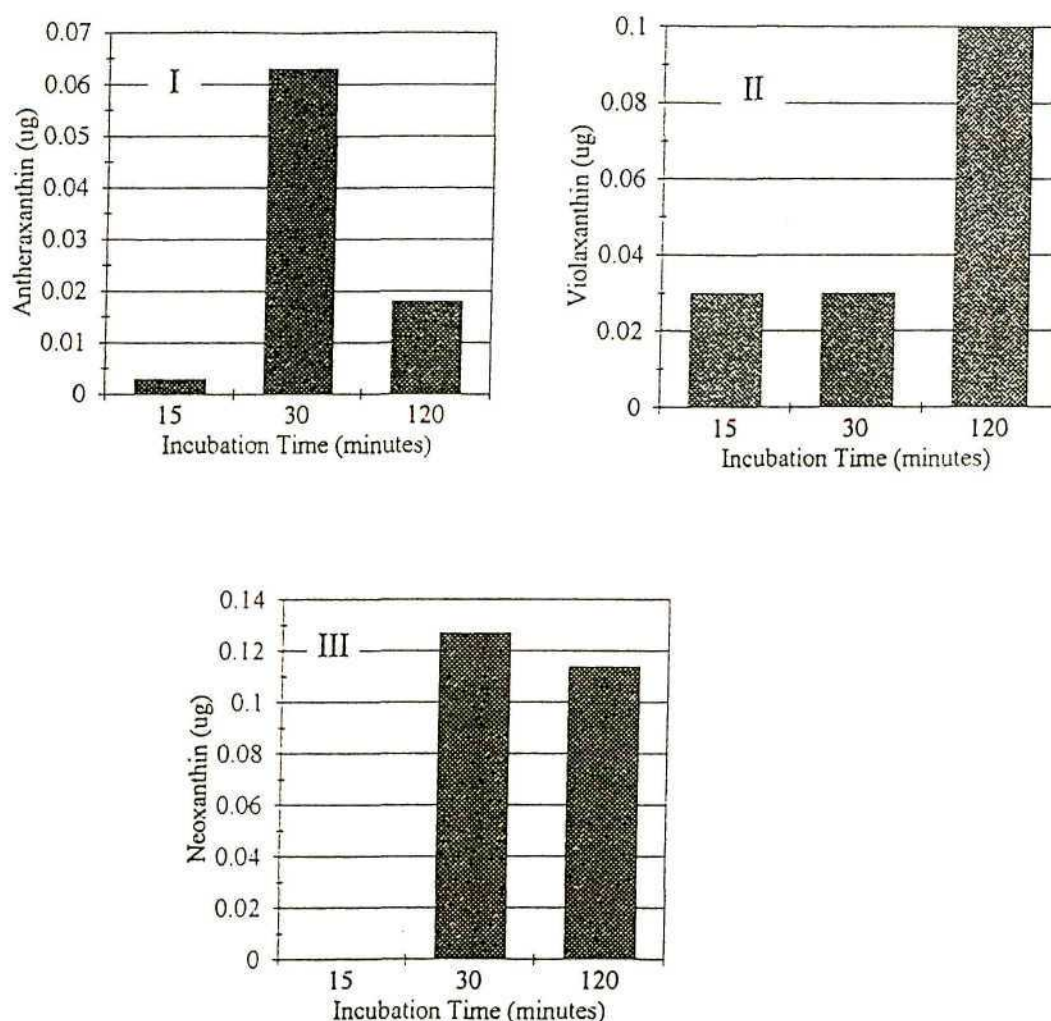 0.07
0.06
0.05
0.04
0.03
0.02
0.01
0
Antheraxanthin (ug)
I
15 30 120
Incubation Time (minutes)
0.1
0.08
0.06
0.04
0.02
0
Violaxanthin (ug)
II
15 30 120
Incubation Time (minutes)
0.14
0.12
0.1
0.08
0.06
0.04
0.02
0
Neoxanthin (ug)
III
15 30 120
Incubation Time (minutes)